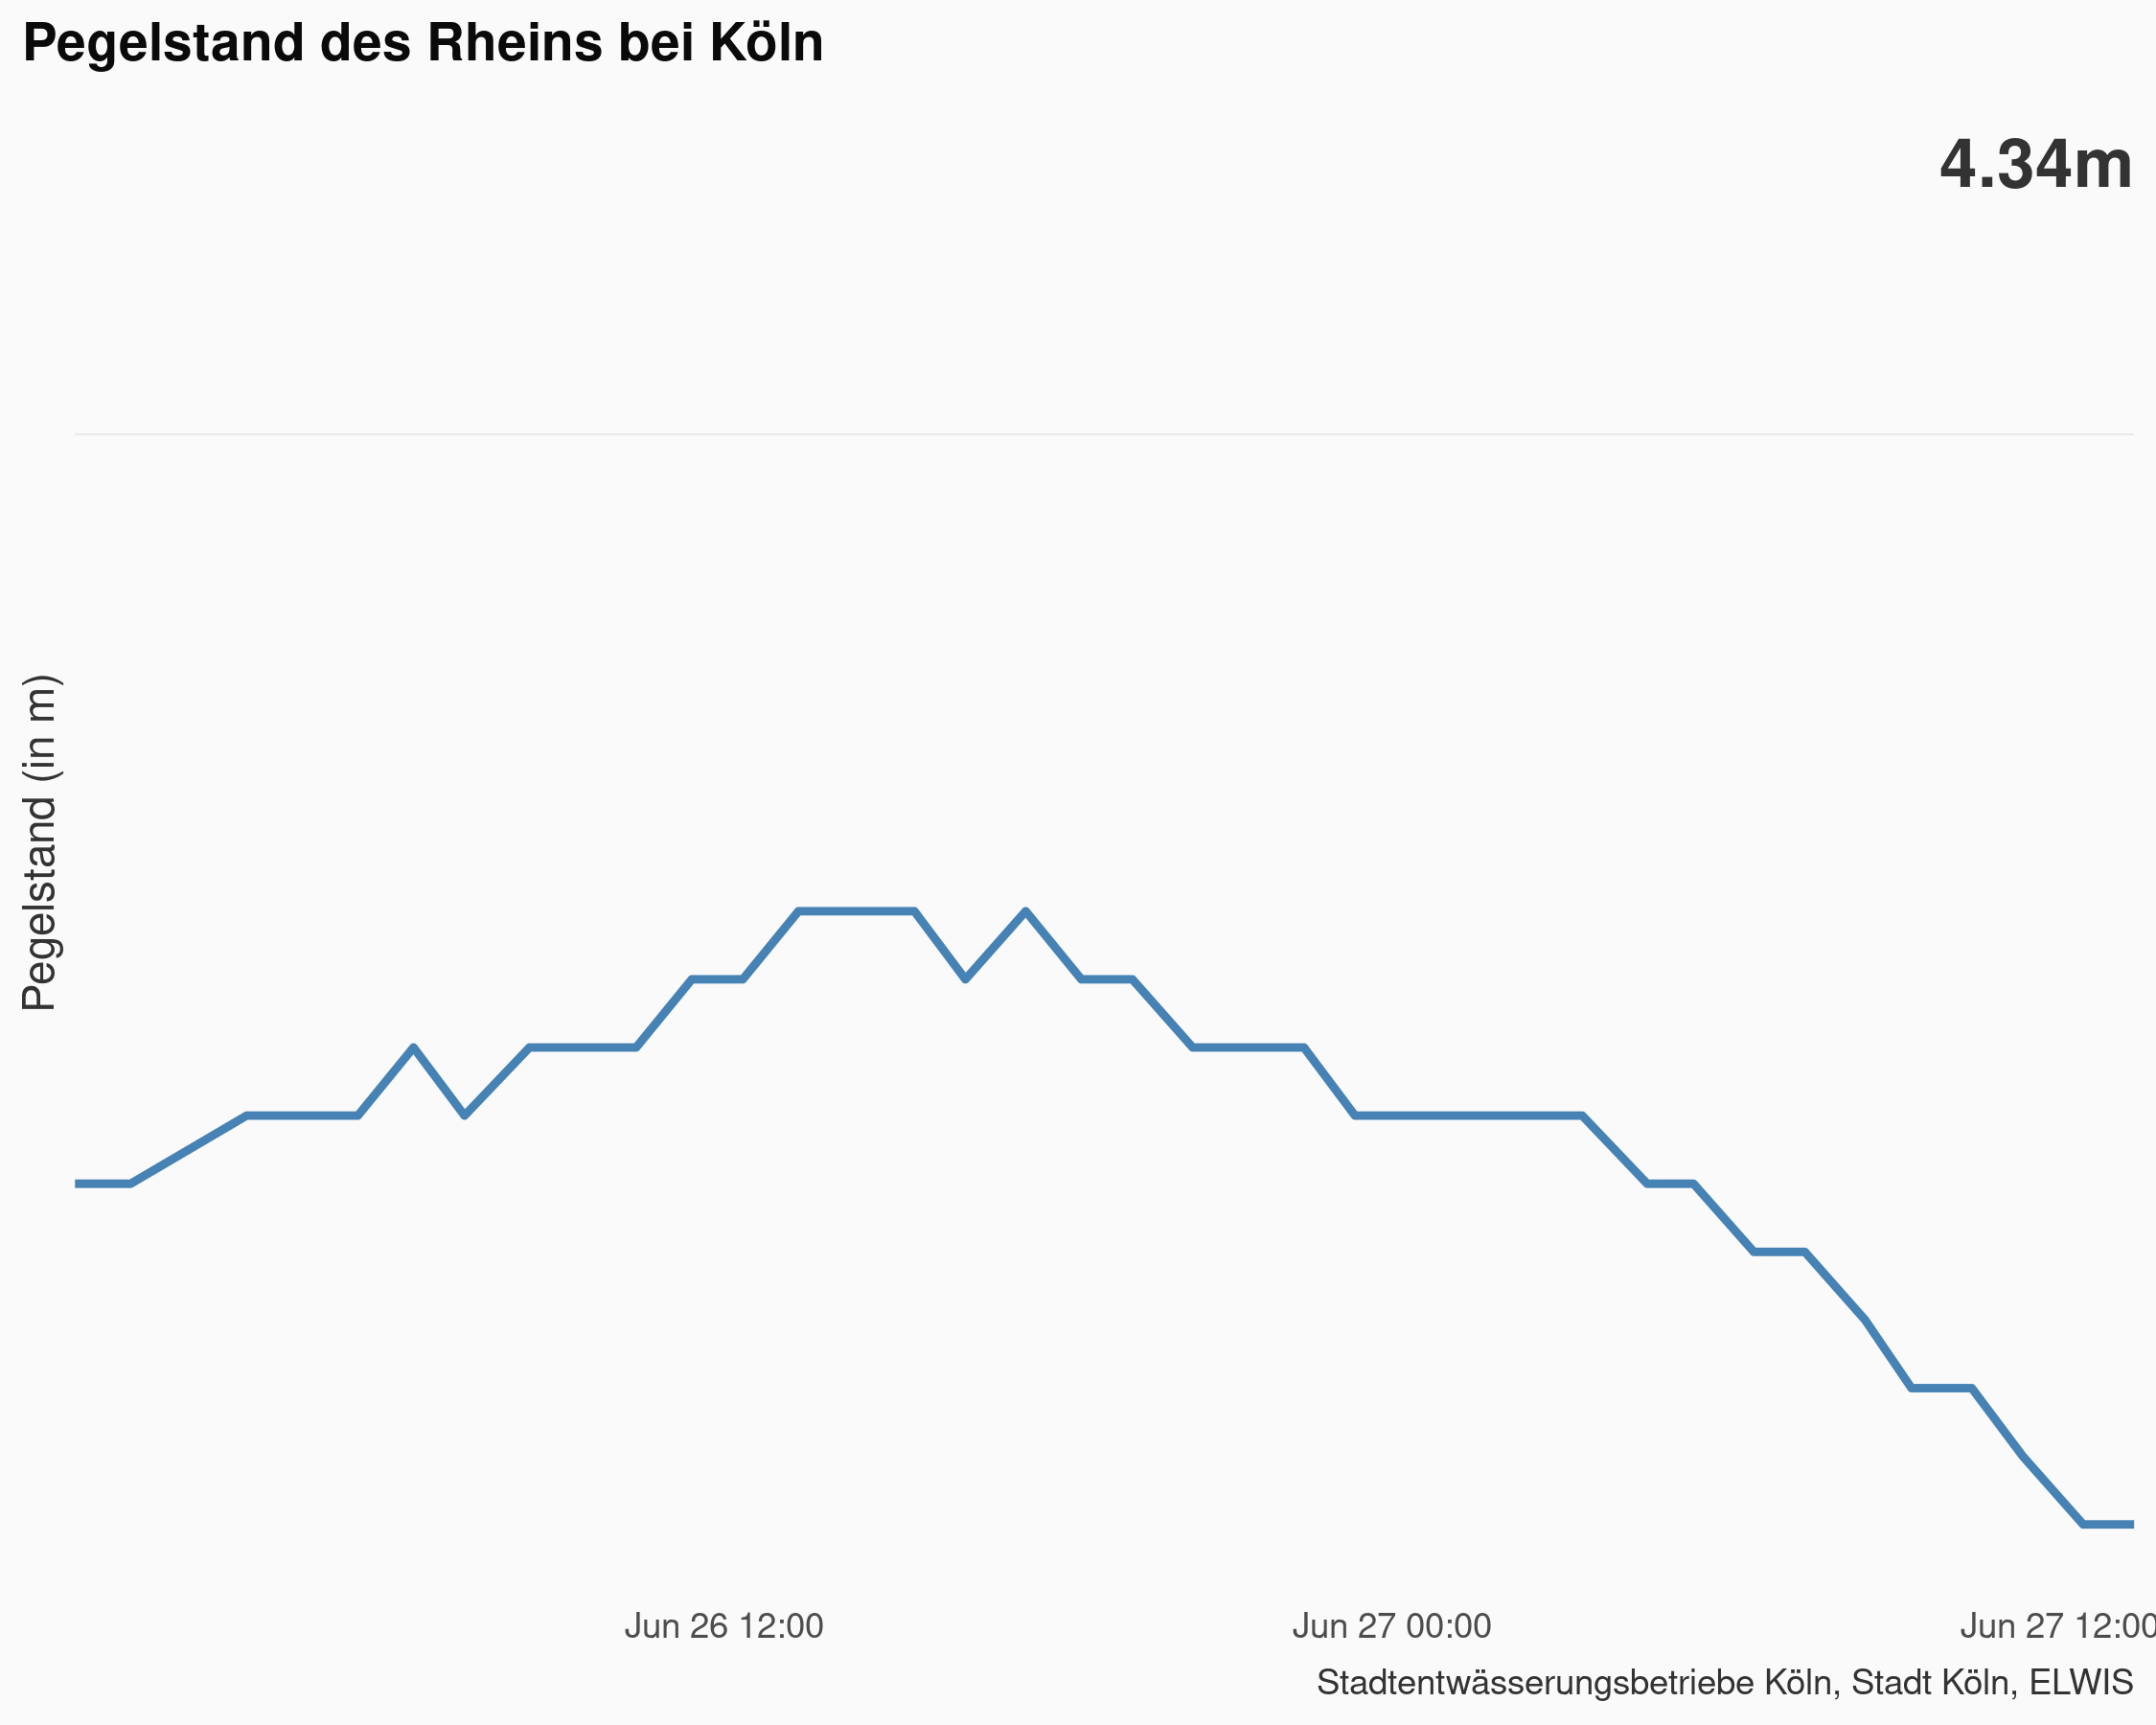 Pegelstand des Rheins bei Köln
4.34m
Pegelstand (in m)
Jun 26 12:00
Jun 27 00:00
Jun 27 12:00
Stadtentwässerungsbetriebe Köln, Stadt Köln, ELWIS